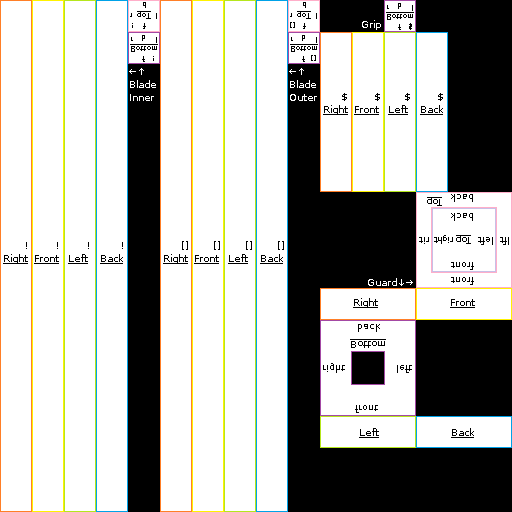 Grip
← ↑
Blade
Inner
← ↑
Blade
Outer
Top
Bottom
!
Top
Bottom
[]
Bottom
$
$ $ $ $
Right Front Left Back
! ! ! !
Right Front Left Back
[] [] [] []
Right Front Left Back
back
Top
back
rit right Top left lft
front
front
Guard↓→
Right Front
back
Bottom
right left
front
Left Back